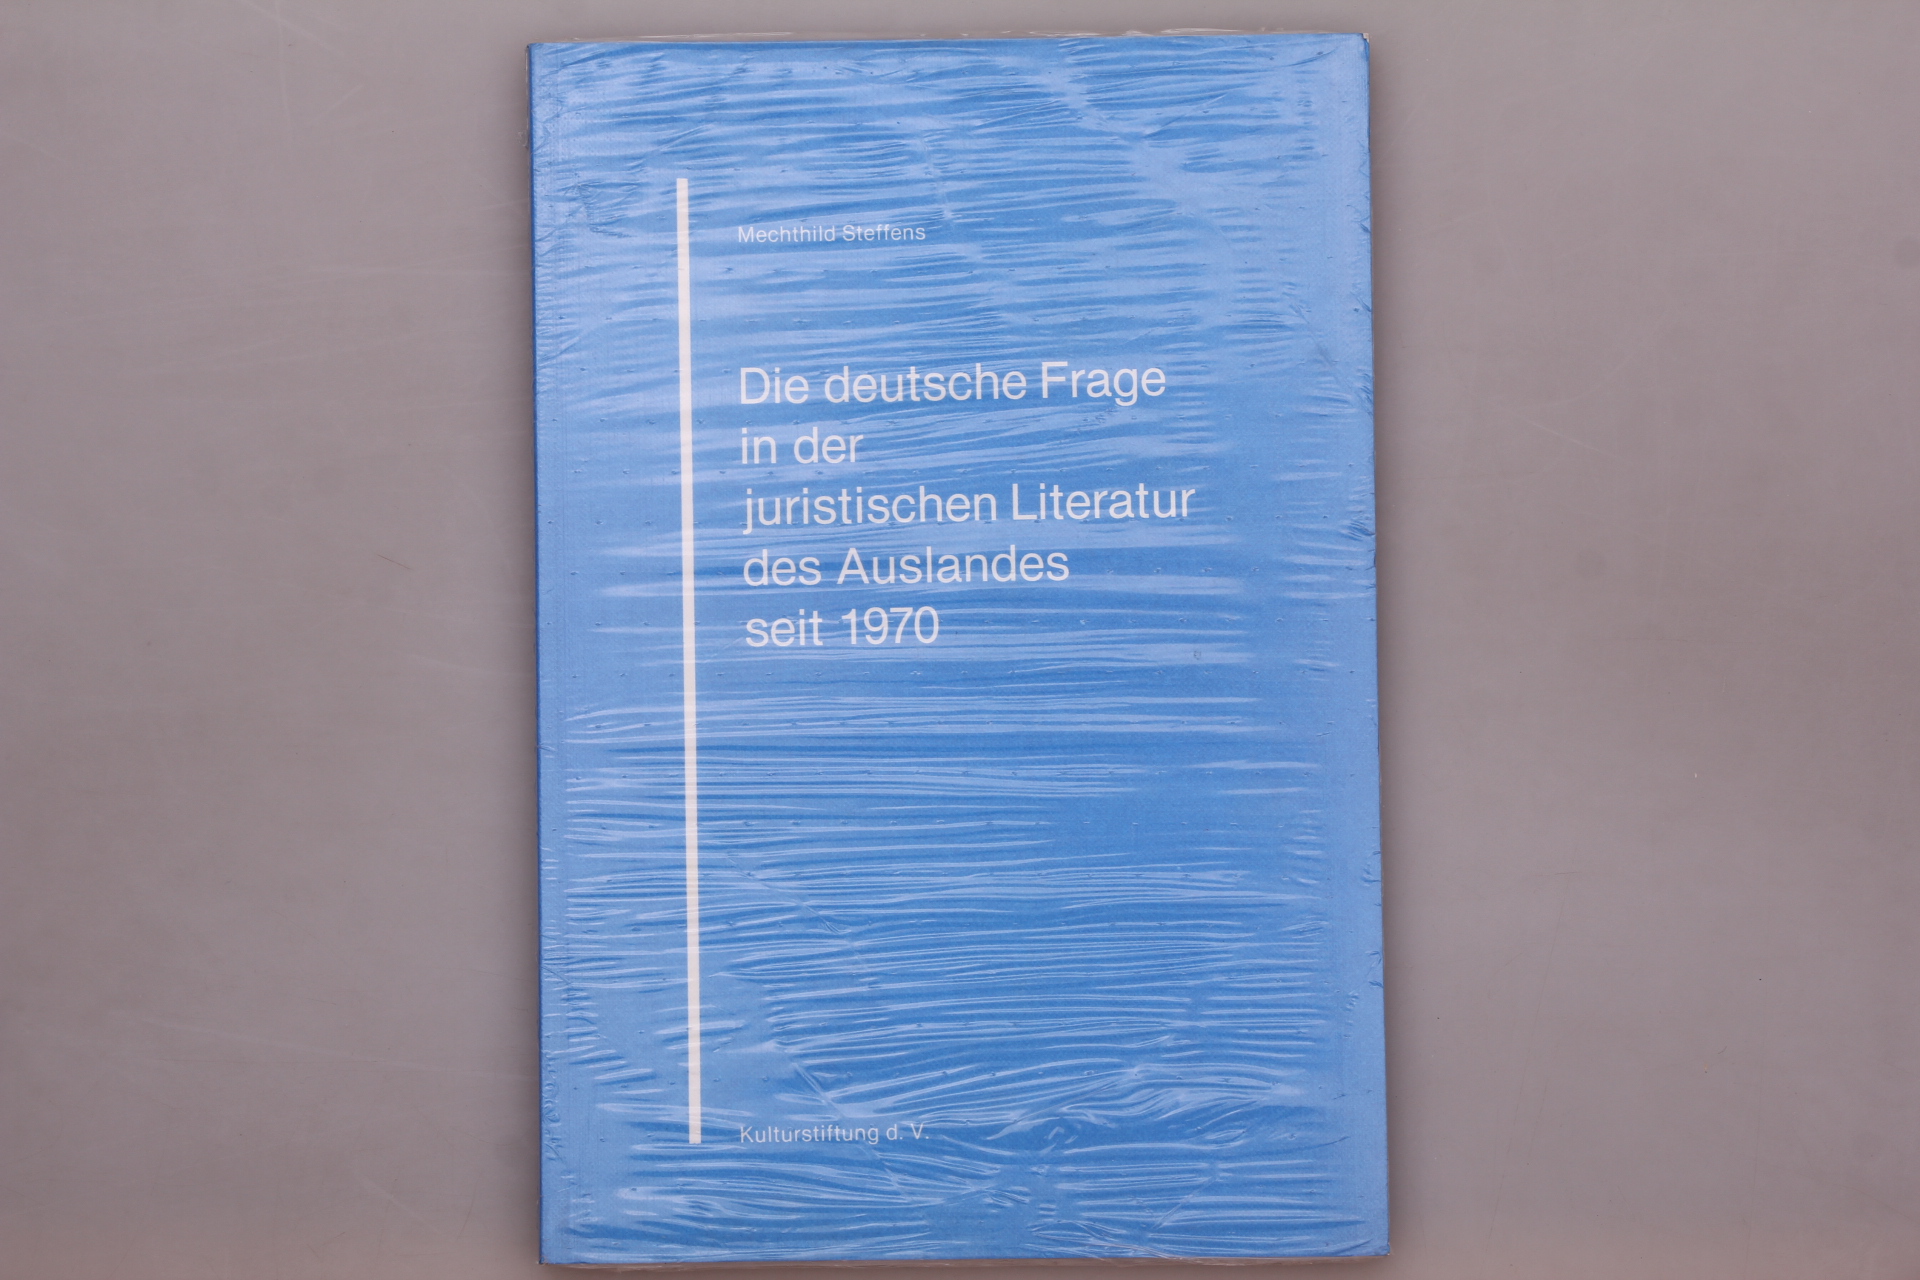 Mechthild Steffens
Die deutsche Frage
in der
juristischen Literatur
des Auslandes
seit 1970
Kulturstiftung d. V.